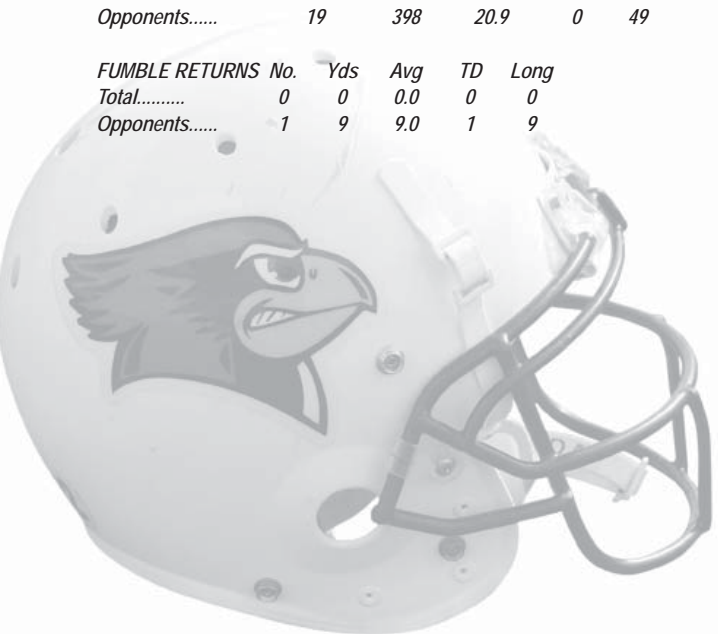 Opponents...... 19 398 20.9 0 49
FUMBLE RETURNS No. Yds Avg TD Long
Total.......... 0 0 0.0 0 0
Opponents...... 1 9 9.0 1 9